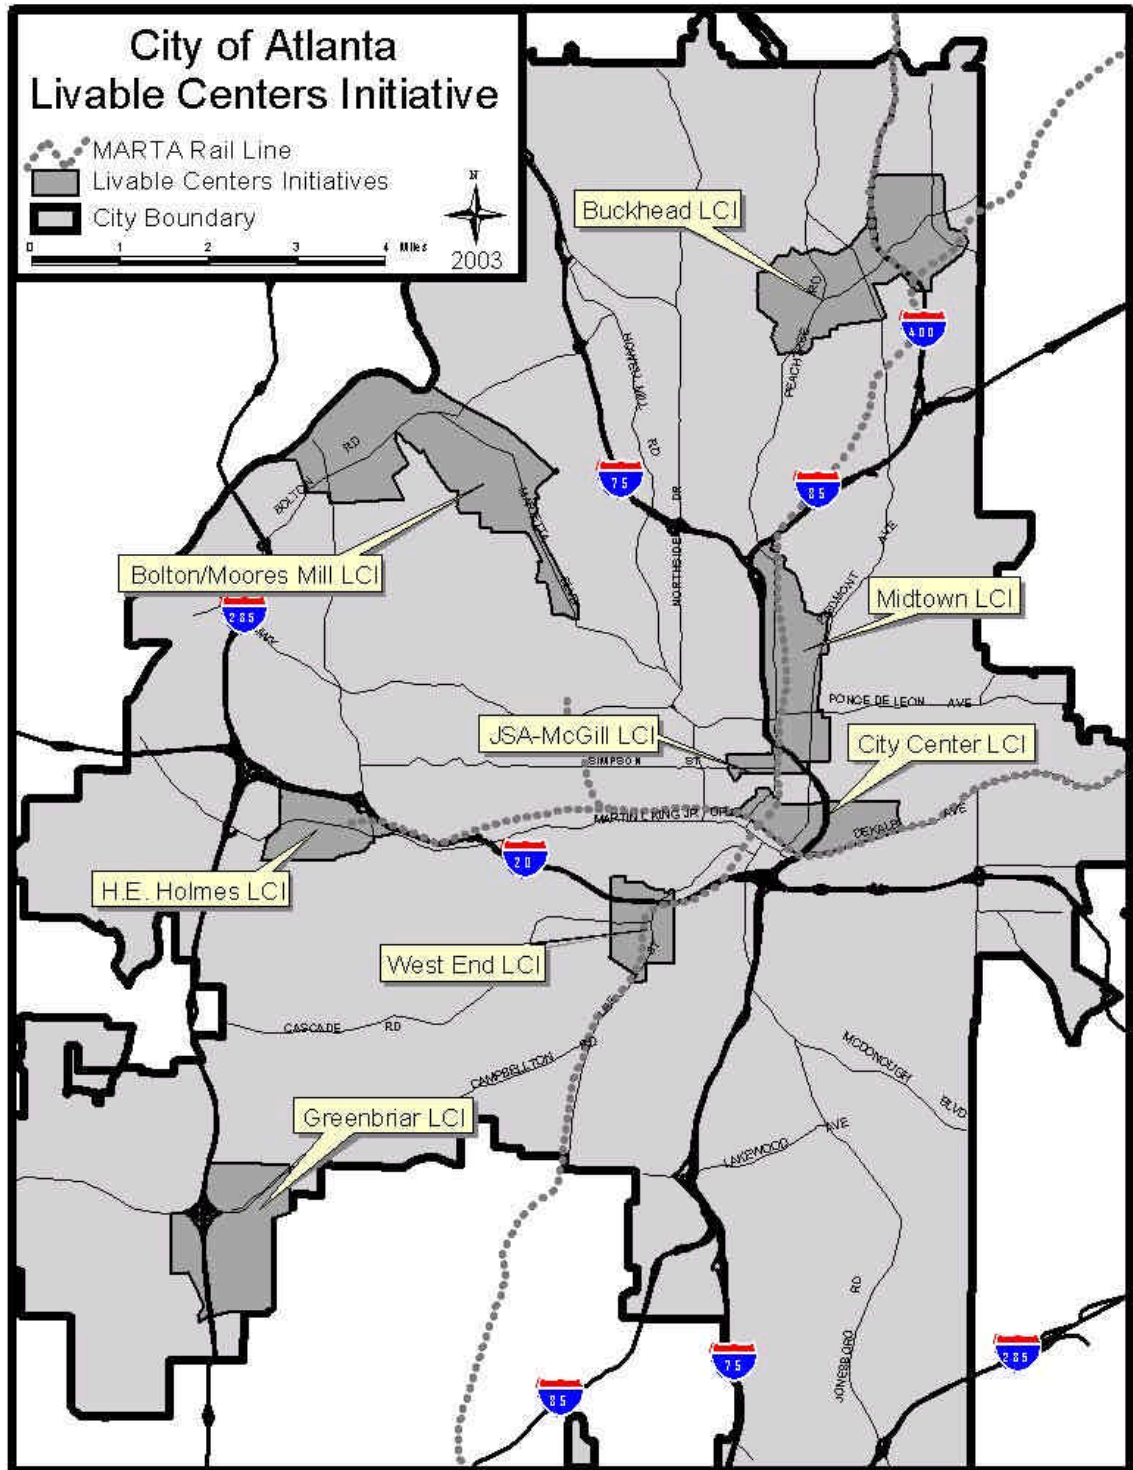 City of Atlanta
Livable Centers Initiative
MARTA Rail Line
Livable Centers Initiatives
City Boundary
N
0 1 2 3 4 Miles
2003
Buckhead LCI
RD
400
PEACHTREE
HOWELL MILL
RD
RD
BOLTON
75
85
MARIETTA
NORTHSIDE DR
AVE
PIEDMONT
Bolton/Moores Mill LCI
Midtown LCI
285
PONCE DE LEON AVE
JSA-McGill LCI
City Center LCI
SIMPSON ST
MARTIN L KING JR DR
DEKALB AVE
20
H.E. Holmes LCI
West End LCI
ST
LEE
CASCADE RD
CAMPBELLTON RD
MCDONOUGH
BLVD
Greenbriar LCI
LAKEWOOD AVE
RD
JONESBORO
75
285
85